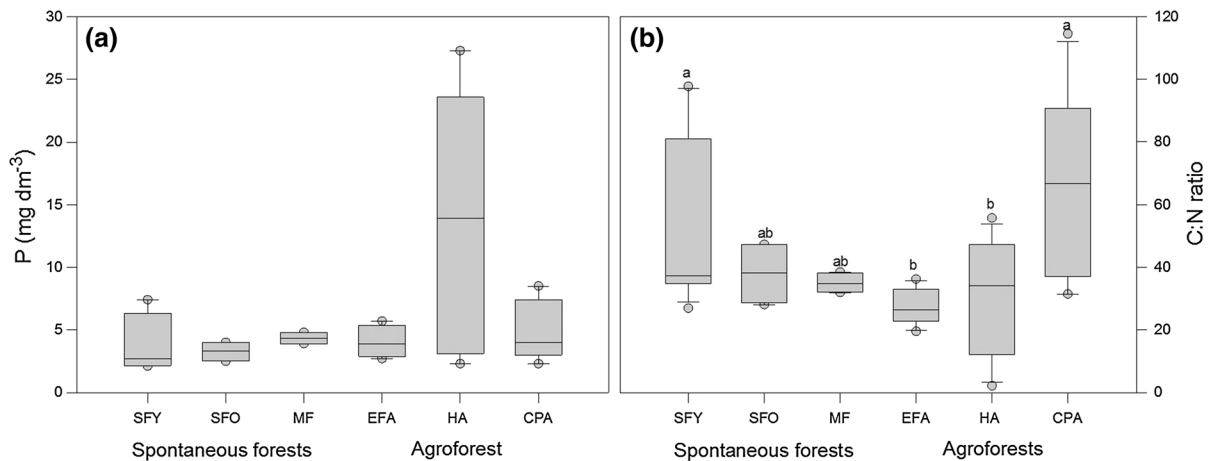 (a)
30
25
20
15
10
5
0
P (mg dm-3)
SFY SFO MF EFA HA CPA
Spontaneous forests Agroforest
(b)
a
ab
ab
b
b
a
120
100
80
60
40
20
0
C:N ratio
SFY SFO MF EFA HA CPA
Spontaneous forests Agroforests